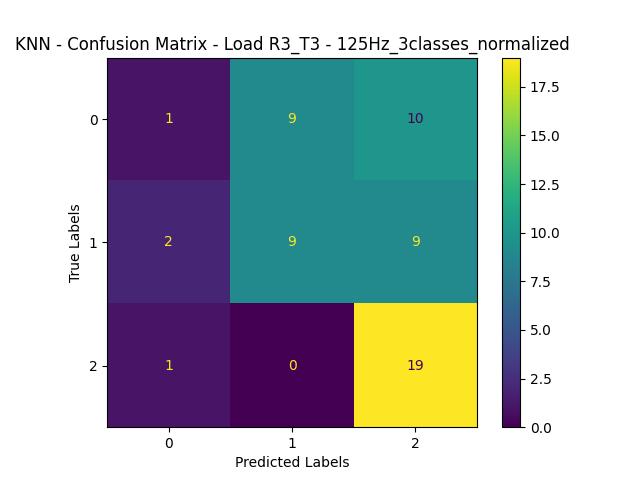 KNN - Confusion Matrix - Load R3_T3 - 125Hz_3classes_normalized
17.5
0 1 9 10
15.0
12.5
True Labels
1 2 9 9
10.0
7.5
5.0
2 1 0 19
2.5
0.0
0 1 2
Predicted Labels